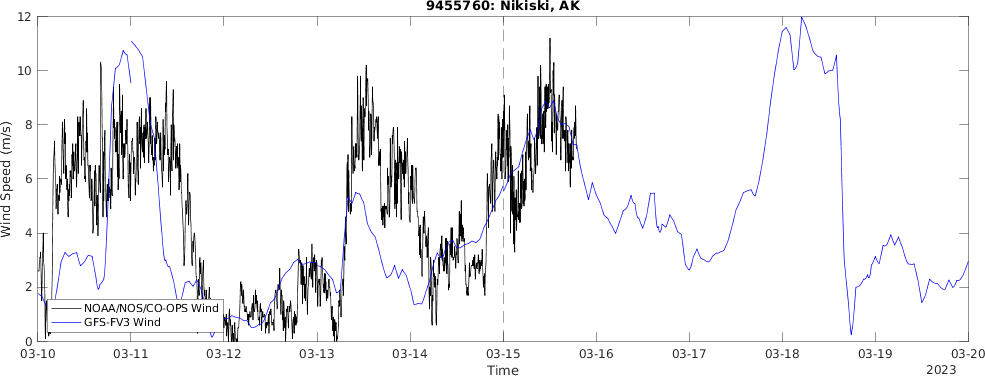 9455760: Nikiski, AK
12
10
8
6
4
2
0
Wind Speed (m/s)
NOAA/NOS/CO-OPS Wind
GFS-FV3 Wind
03-10 03-11 03-12 03-13 03-14 03-15 03-16 03-17 03-18 03-19 03-20
Time
2023